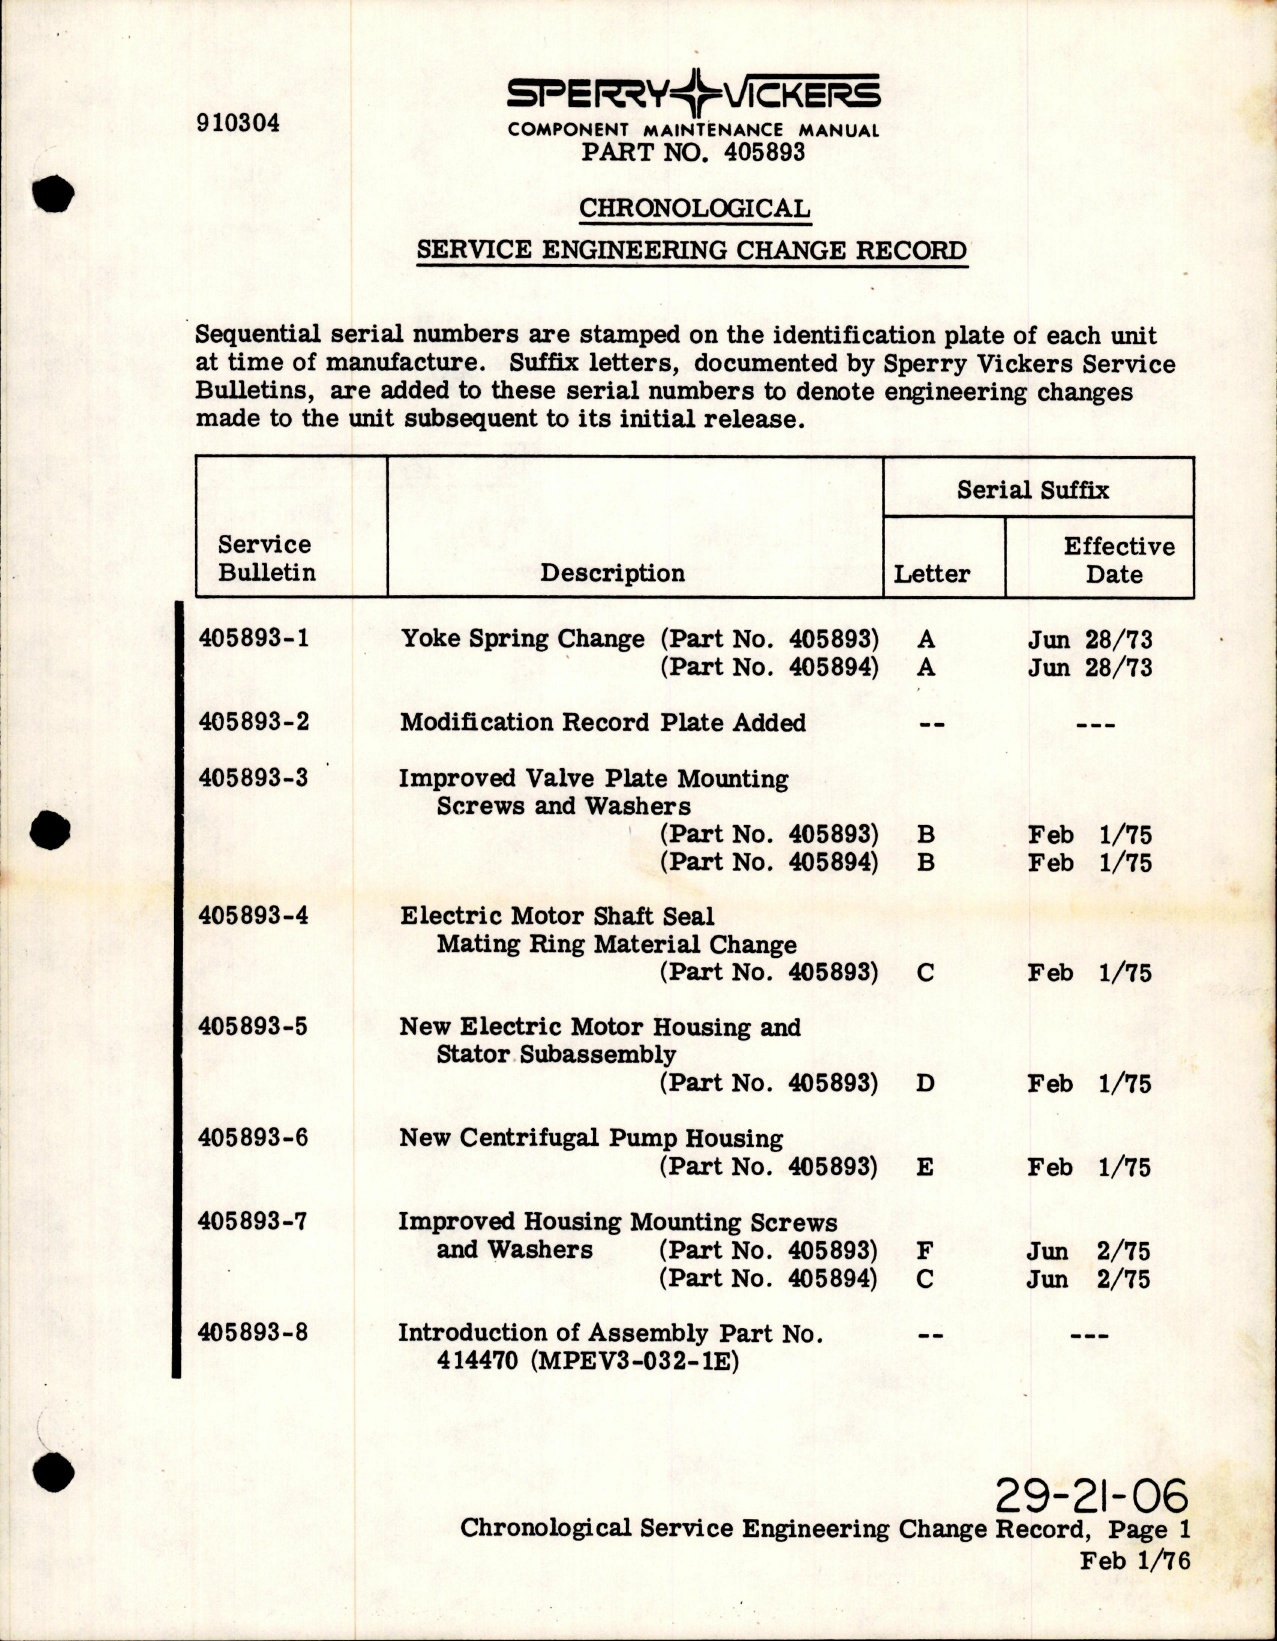 910304
SPERRY VICKERS
COMPONENT MAINTENANCE MANUAL
PART NO. 405893
CHRONOLOGICAL
SERVICE ENGINEERING CHANGE RECORD
Sequential serial numbers are stamped on the identification plate of each unit
at time of manufacture. Suffix letters, documented by Sperry Vickers Service
Bulletins, are added to these serial numbers to denote engineering changes
made to the unit subsequent to its initial release.
Serial Suffix
Service Bulletin Description Letter Effective Date
405893-1 Yoke Spring Change (Part No. 405893) A Jun 28/73
(Part No. 405894) A Jun 28/73
405893-2 Modification Record Plate Added -- ---
405893-3 Improved Valve Plate Mounting
Screws and Washers
(Part No. 405893) B Feb 1/75
(Part No. 405894) B Feb 1/75
405893-4 Electric Motor Shaft Seal
Mating Ring Material Change
(Part No. 405893) C Feb 1/75
405893-5 New Electric Motor Housing and
Stator Subassembly
(Part No. 405893) D Feb 1/75
405893-6 New Centrifugal Pump Housing
(Part No. 405893) E Feb 1/75
405893-7 Improved Housing Mounting Screws
and Washers (Part No. 405893) F Jun 2/75
(Part No. 405894) C Jun 2/75
405893-8 Introduction of Assembly Part No. -- ---
414470 (MPEV3-032-1E)
29-21-06
Chronological Service Engineering Change Record, Page 1
Feb 1/76